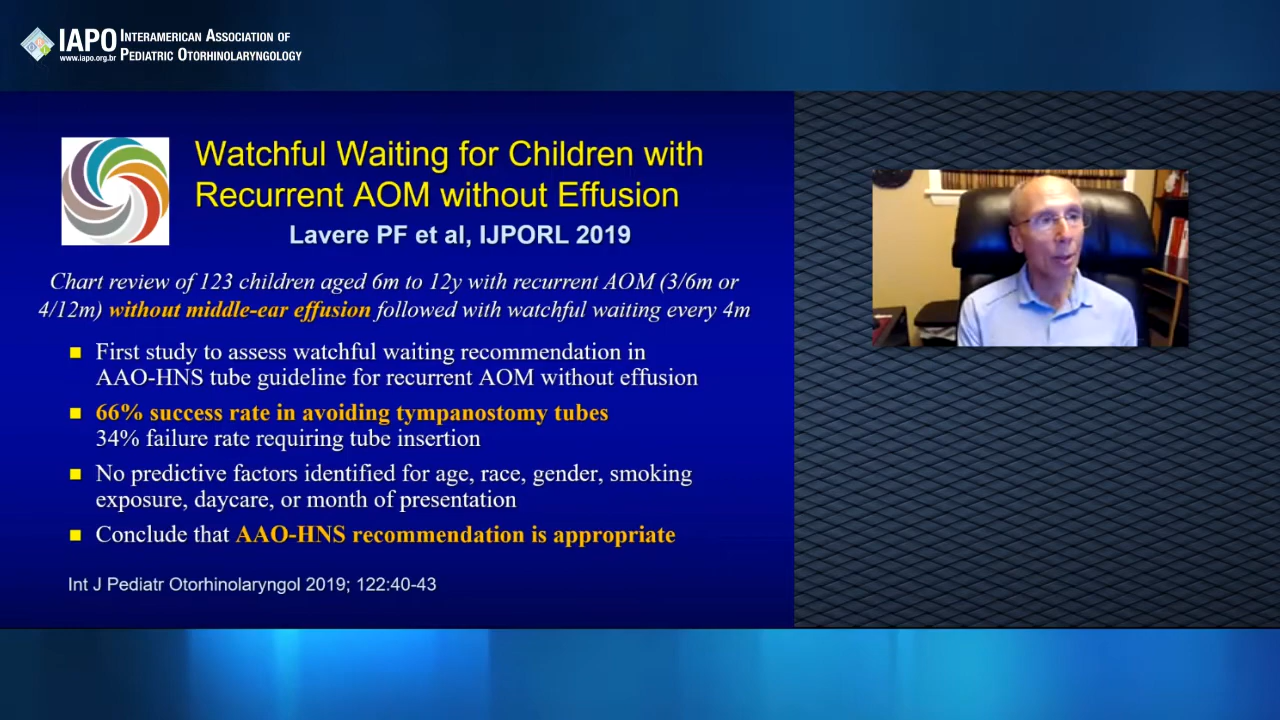 IAPO
INTERAMERICAN ASSOCIATION OF
PEDIATRIC OTORHINOLARYNGOLOGY
www.iapo.org.br
Watchful Waiting for Children with
Recurrent AOM without Effusion
Lavere PF et al, IJPORL 2019
Chart review of 123 children aged 6m to 12y with recurrent AOM (3/6m or
4/12m) without middle-ear effusion followed with watchful waiting every 4m
First study to assess watchful waiting recommendation in
AAO-HNS tube guideline for recurrent AOM without effusion
66% success rate in avoiding tympanostomy tubes
34% failure rate requiring tube insertion
No predictive factors identified for age, race, gender, smoking
exposure, daycare, or month of presentation
Conclude that AAO-HNS recommendation is appropriate
Int J Pediatr Otorhinolaryngol 2019; 122:40-43